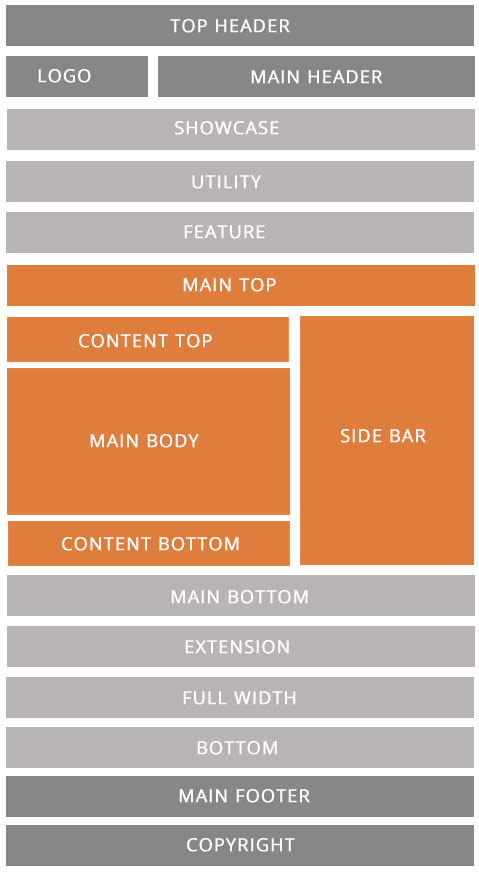 TOP HEADER
LOGO
MAIN HEADER
SHOWCASE
UTILITY
FEATURE
MAIN TOP
CONTENT TOP
MAIN BODY
SIDE BAR
CONTENT BOTTOM
MAIN BOTTOM
EXTENSION
FULL WIDTH
BOTTOM
MAIN FOOTER
COPYRIGHT